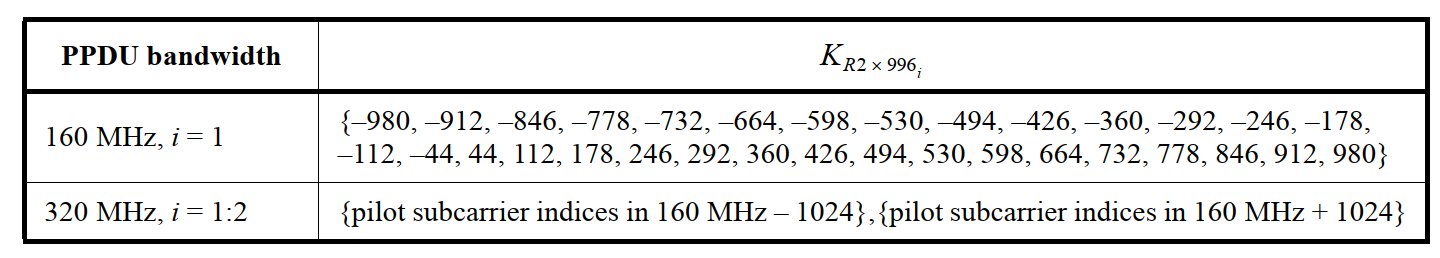 PPDU bandwidth
K_{R2 × 996_i}
160 MHz, i = 1
{–980, –912, –846, –778, –732, –664, –598, –530, –494, –426, –360, –292, –246, –178,
–112, –44, 44, 112, 178, 246, 292, 360, 426, 494, 530, 598, 664, 732, 778, 846, 912, 980}
320 MHz, i = 1:2
{pilot subcarrier indices in 160 MHz – 1024},{pilot subcarrier indices in 160 MHz + 1024}